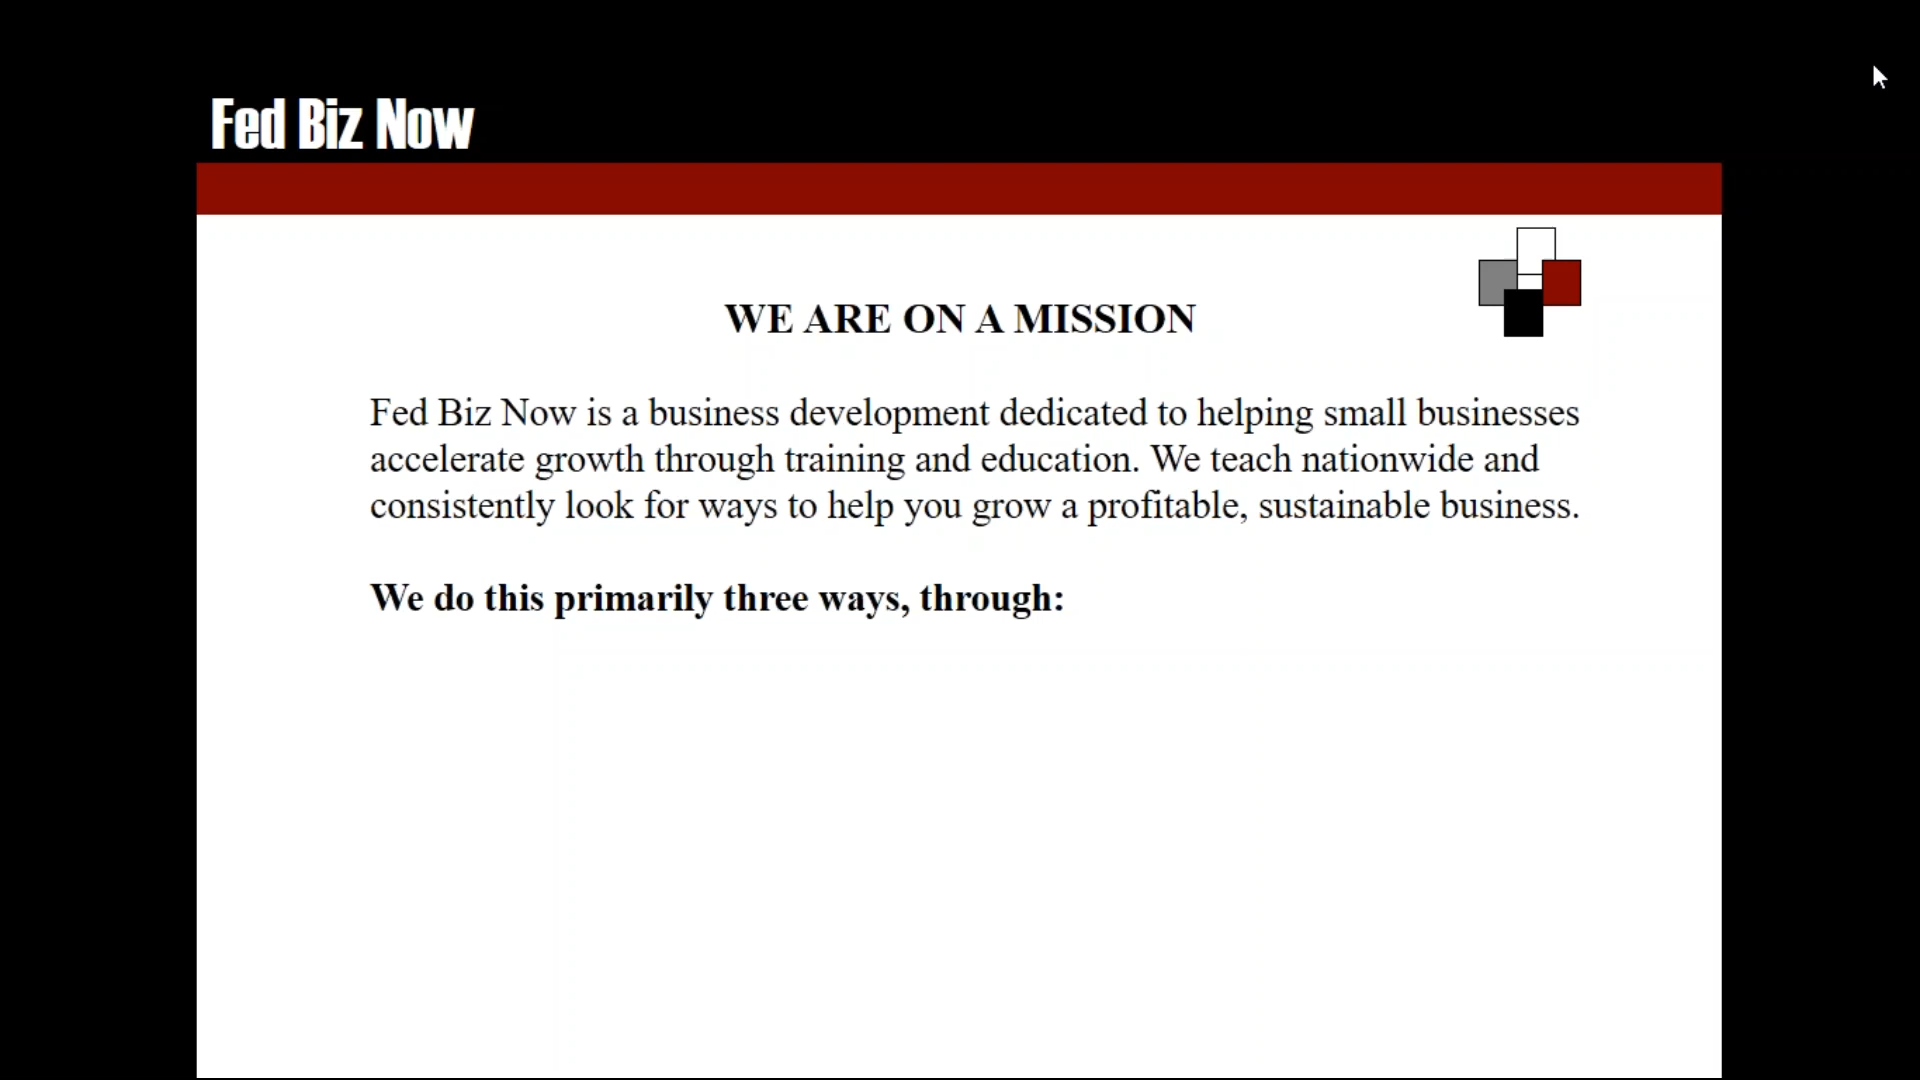 Fed Biz Now
WE ARE ON A MISSION
Fed Biz Now is a business development dedicated to helping small businesses
accelerate growth through training and education. We teach nationwide and
consistently look for ways to help you grow a profitable, sustainable business.
We do this primarily three ways, through: